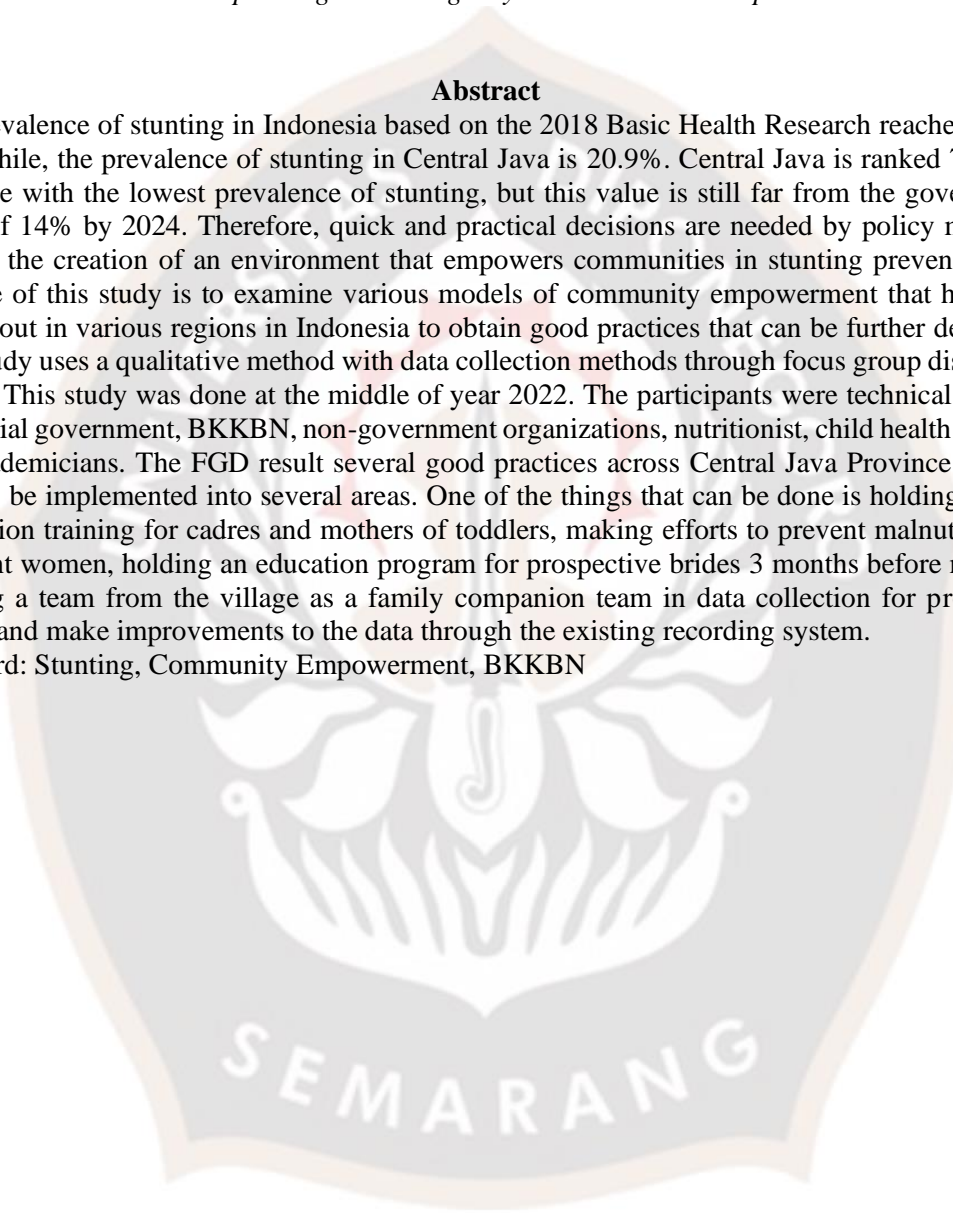 Abstract
valence of stunting in Indonesia based on the 2018 Basic Health Research reache
hile, the prevalence of stunting in Central Java is 20.9%. Central Java is ranked
e with the lowest prevalence of stunting, but this value is still far from the gove
f 14% by 2024. Therefore, quick and practical decisions are needed by policy m
the creation of an environment that empowers communities in stunting preven
e of this study is to examine various models of community empowerment that h
out in various regions in Indonesia to obtain good practices that can be further de
udy uses a qualitative method with data collection methods through focus group dis
This study was done at the middle of year 2022. The participants were technical
ial government, BKKBN, non-government organizations, nutritionist, child health
demicians. The FGD result several good practices across Central Java Province
be implemented into several areas. One of the things that can be done is holding
ion training for cadres and mothers of toddlers, making efforts to prevent malnut
nt women, holding an education program for prospective brides 3 months before
g a team from the village as a family companion team in data collection for pr
and make improvements to the data through the existing recording system.
rd: Stunting, Community Empowerment, BKKBN
SEMARANG